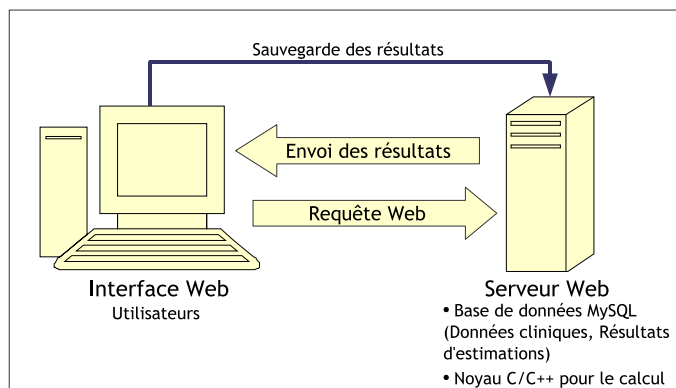 Sauvegarde des résultats
Envoi des résultats
Requête Web
Interface Web
Utilisateurs
Serveur Web
• Base de données MySQL
(Données cliniques, Résultats
d'estimations)
• Noyau C/C++ pour le calcul